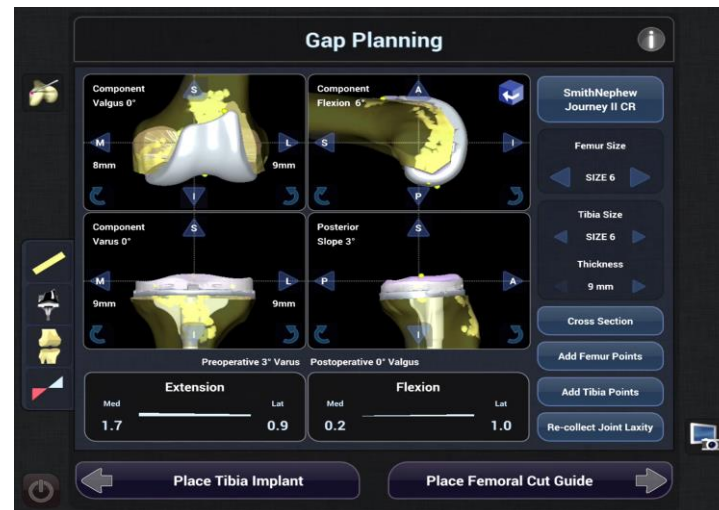 Gap Planning
i
Component
Valgus 0°
S
M
L
I
8mm
9mm
Component
Flexion 6°
A
S
I
P
SmithNephew
Journey II CR
Femur Size
SIZE 6
Component
Varus 0°
S
M
L
I
9mm
9mm
Posterior
Slope 3°
S
P
A
I
Tibia Size
SIZE 6
Thickness
9 mm
Cross Section
Preoperative 3° Varus
Postoperative 0° Valgus
Add Femur Points
Extension
Med
Lat
1.7
0.9
Flexion
Med
Lat
0.2
1.0
Add Tibia Points
Re-collect Joint Laxity
Place Tibia Implant
Place Femoral Cut Guide